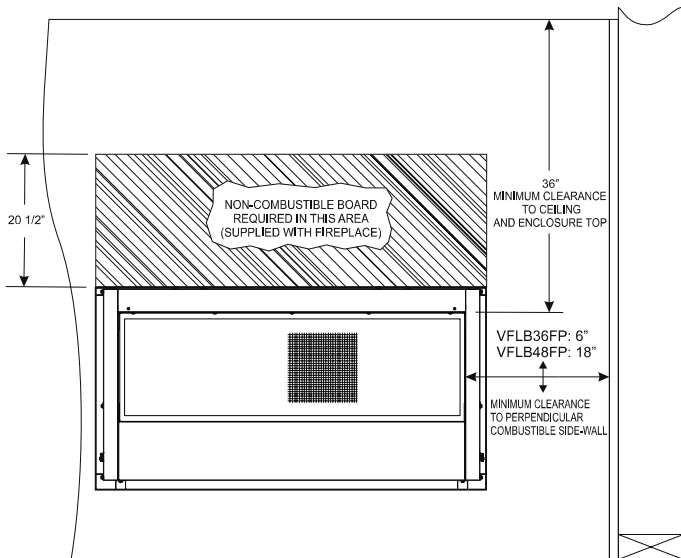 20 1/2"
NON-COMBUSTIBLE BOARD
REQUIRED IN THIS AREA
(SUPPLIED WITH FIREPLACE)
36"
MINIMUM CLEARANCE
TO CEILING
AND ENCLOSURE TOP
VFLB36FP: 6"
VFLB48FP: 18"
MINIMUM CLEARANCE
TO PERPENDICULAR
COMBUSTIBLE SIDE-WALL